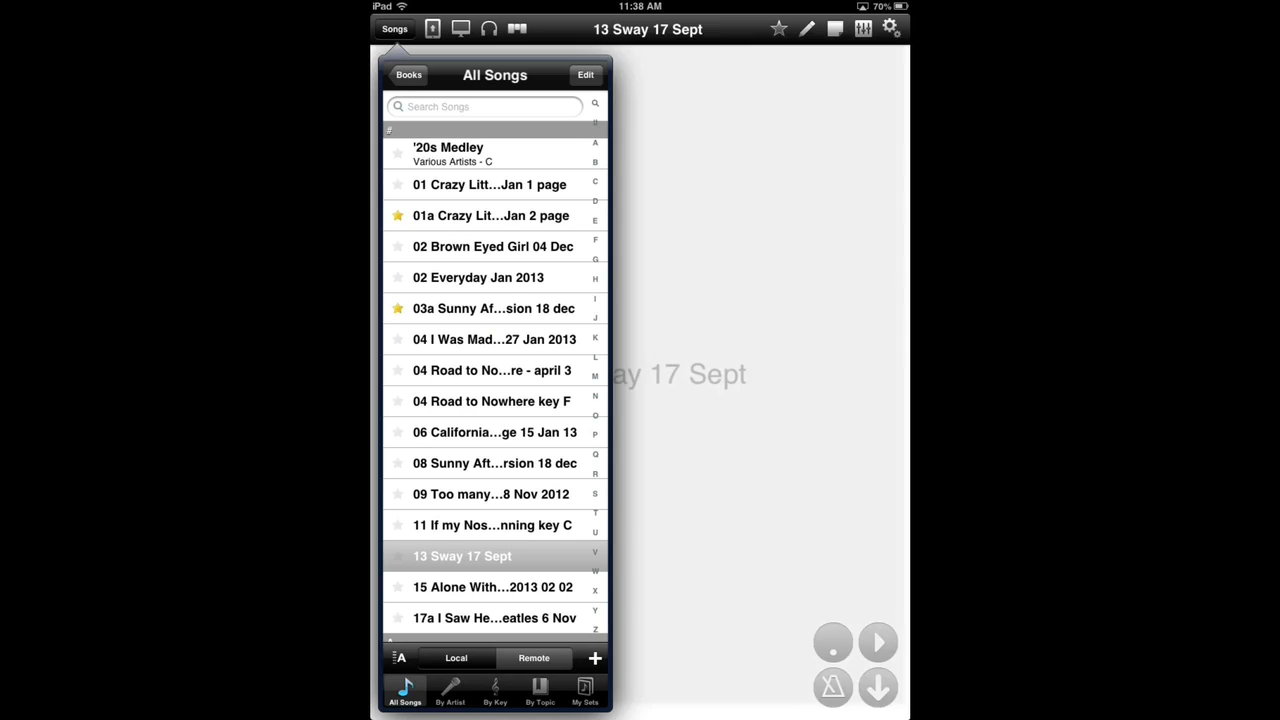 iPad 11:38 AM 70%
Songs 13 Sway 17 Sept
Books All Songs Edit
Search Songs
#
'20s Medley
Various Artists - C
01 Crazy Litt...Jan 1 page
01a Crazy Lit...Jan 2 page
02 Brown Eyed Girl 04 Dec
02 Everyday Jan 2013
03a Sunny Af...sion 18 dec
04 I Was Mad...27 Jan 2013
04 Road to No...re - april 3
04 Road to Nowhere key F
06 California...ge 15 Jan 13
08 Sunny Aft...rsion 18 dec
09 Too many...8 Nov 2012
11 If my Nos...nning key C
13 Sway 17 Sept
15 Alone With...2013 02 02
17a I Saw He...eatles 6 Nov
#
A
B
C
D
E
F
G
H
I
J
K
L
M
N
O
P
Q
R
S
T
U
V
W
X
Y
Z
ay 17 Sept
A Local Remote +
All Songs By Artist By Key By Topic My Sets